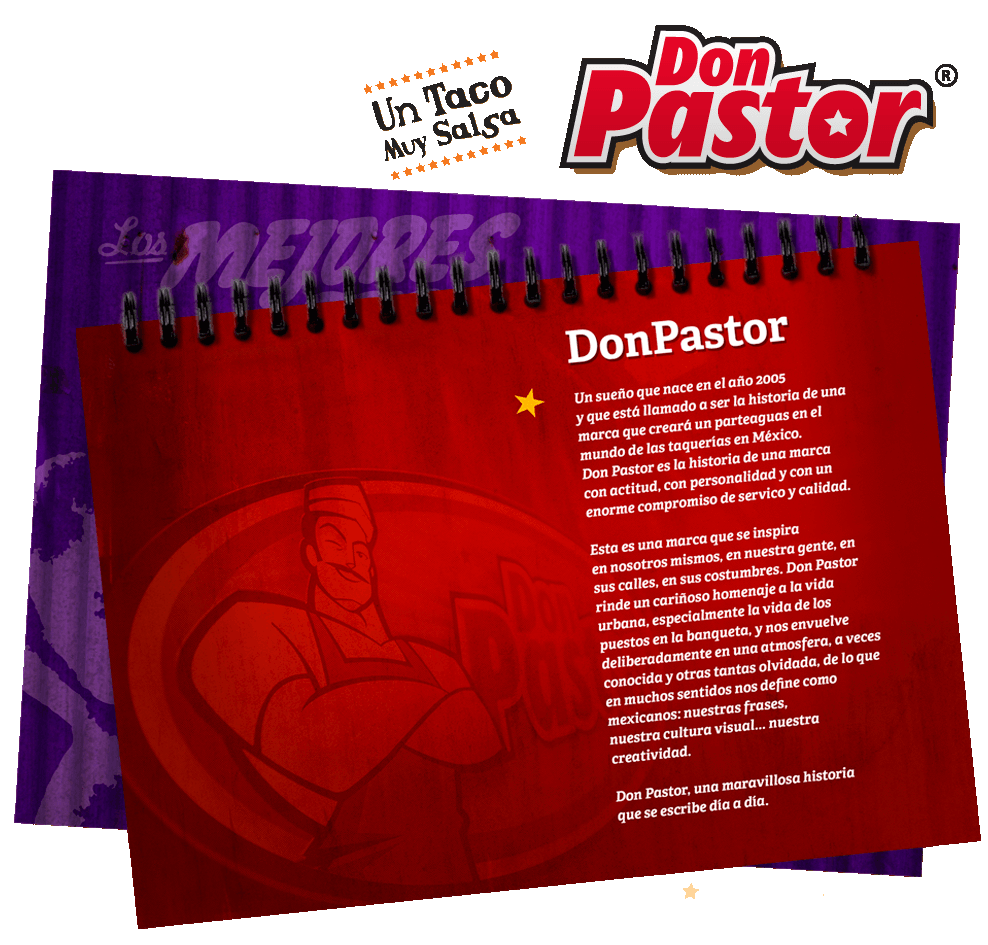 Un Taco
Muy Salsa
Don
Pastor®
Los MEJORES
DonPastor
Un sueño que nace en el año 2005
y que está llamado a ser la historia de una
marca que creará un parteaguas en el
mundo de las taquerías en México.
Don Pastor es la historia de una marca
con actitud, con personalidad y con un
enorme compromiso de servico y calidad.
Esta es una marca que se inspira
en nosotros mismos, en nuestra gente, en
sus calles, en sus costumbres. Don Pastor
rinde un cariñoso homenaje a la vida
urbana, especialmente la vida de los
puestos en la banqueta, y nos envuelve
deliberadamente en una atmosfera, a veces
conocida y otras tantas olvidada, de lo que
en muchos sentidos nos define como
mexicanos: nuestras frases,
nuestra cultura visual... nuestra
creatividad.
Don Pastor, una maravillosa historia
que se escribe día a día.
Don
Pas